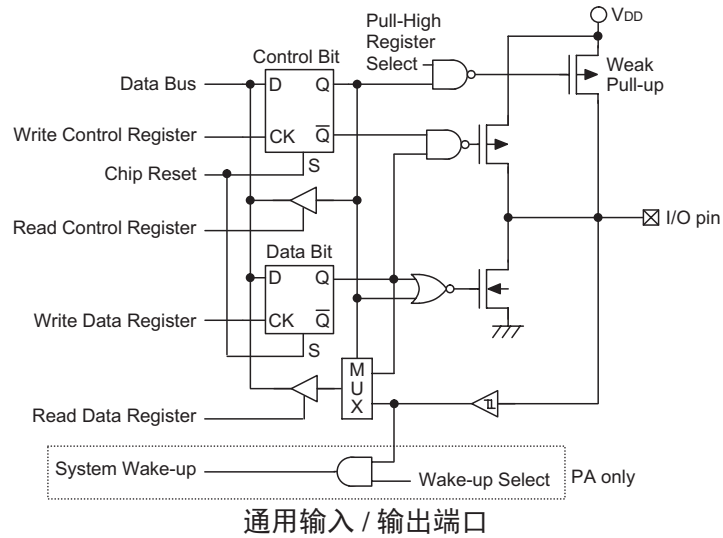 VDD
Pull-High
Register
Select
Control Bit
Weak
Pull-up
Data Bus
D
Q
Write Control Register
CK
Q
S
Chip Reset
Read Control Register
I/O pin
Data Bit
D
Q
Write Data Register
CK
Q
S
M
U
X
Read Data Register
System Wake-up
Wake-up Select
PA only
通用输入 / 输出端口